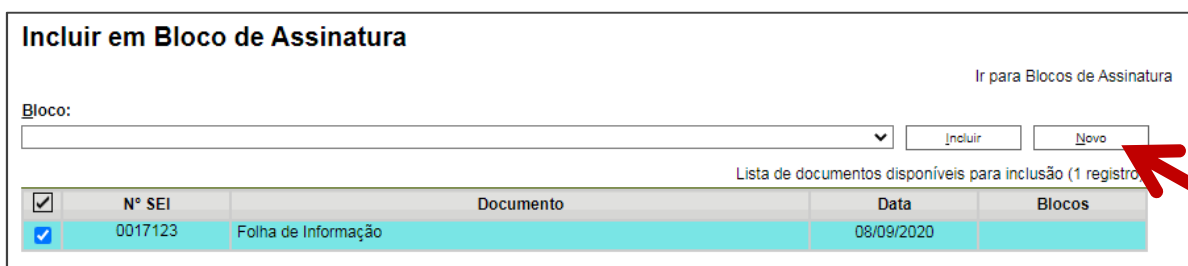 Incluir em Bloco de Assinatura
Ir para Blocos de Assinatura
Bloco:
Incluir Novo
Lista de documentos disponíveis para inclusão (1 registro)
Nº SEI Documento Data Blocos
0017123 Folha de Informação 08/09/2020